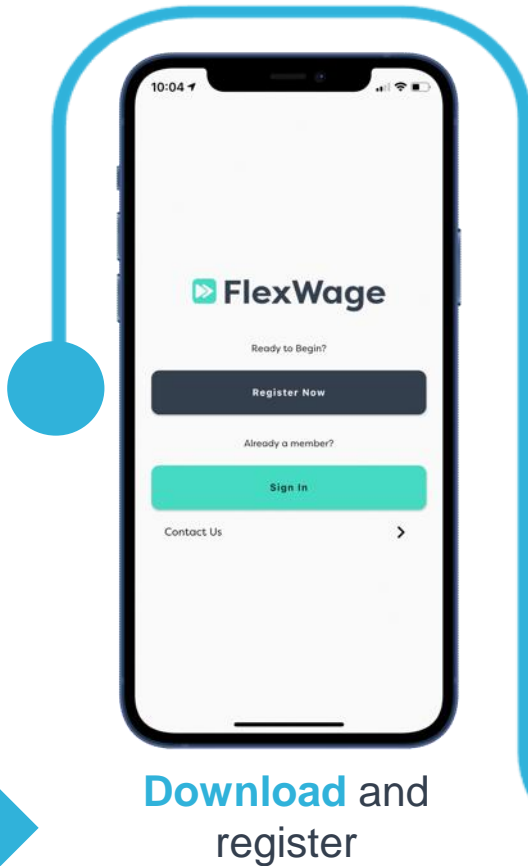 10:04
FlexWage
Ready to Begin?
Register Now
Already a member?
Sign In
Contact Us
Download and
register